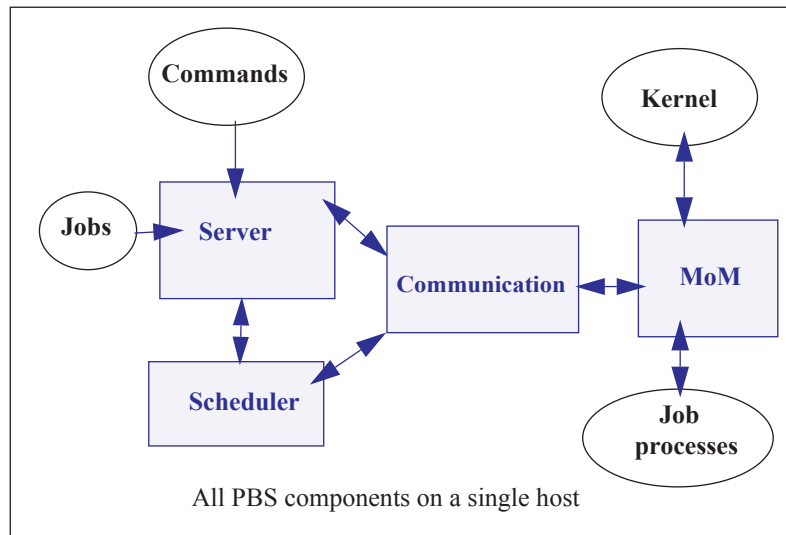 Commands
Kernel
Jobs
Server
Communication
MoM
Scheduler
Job
processes
All PBS components on a single host